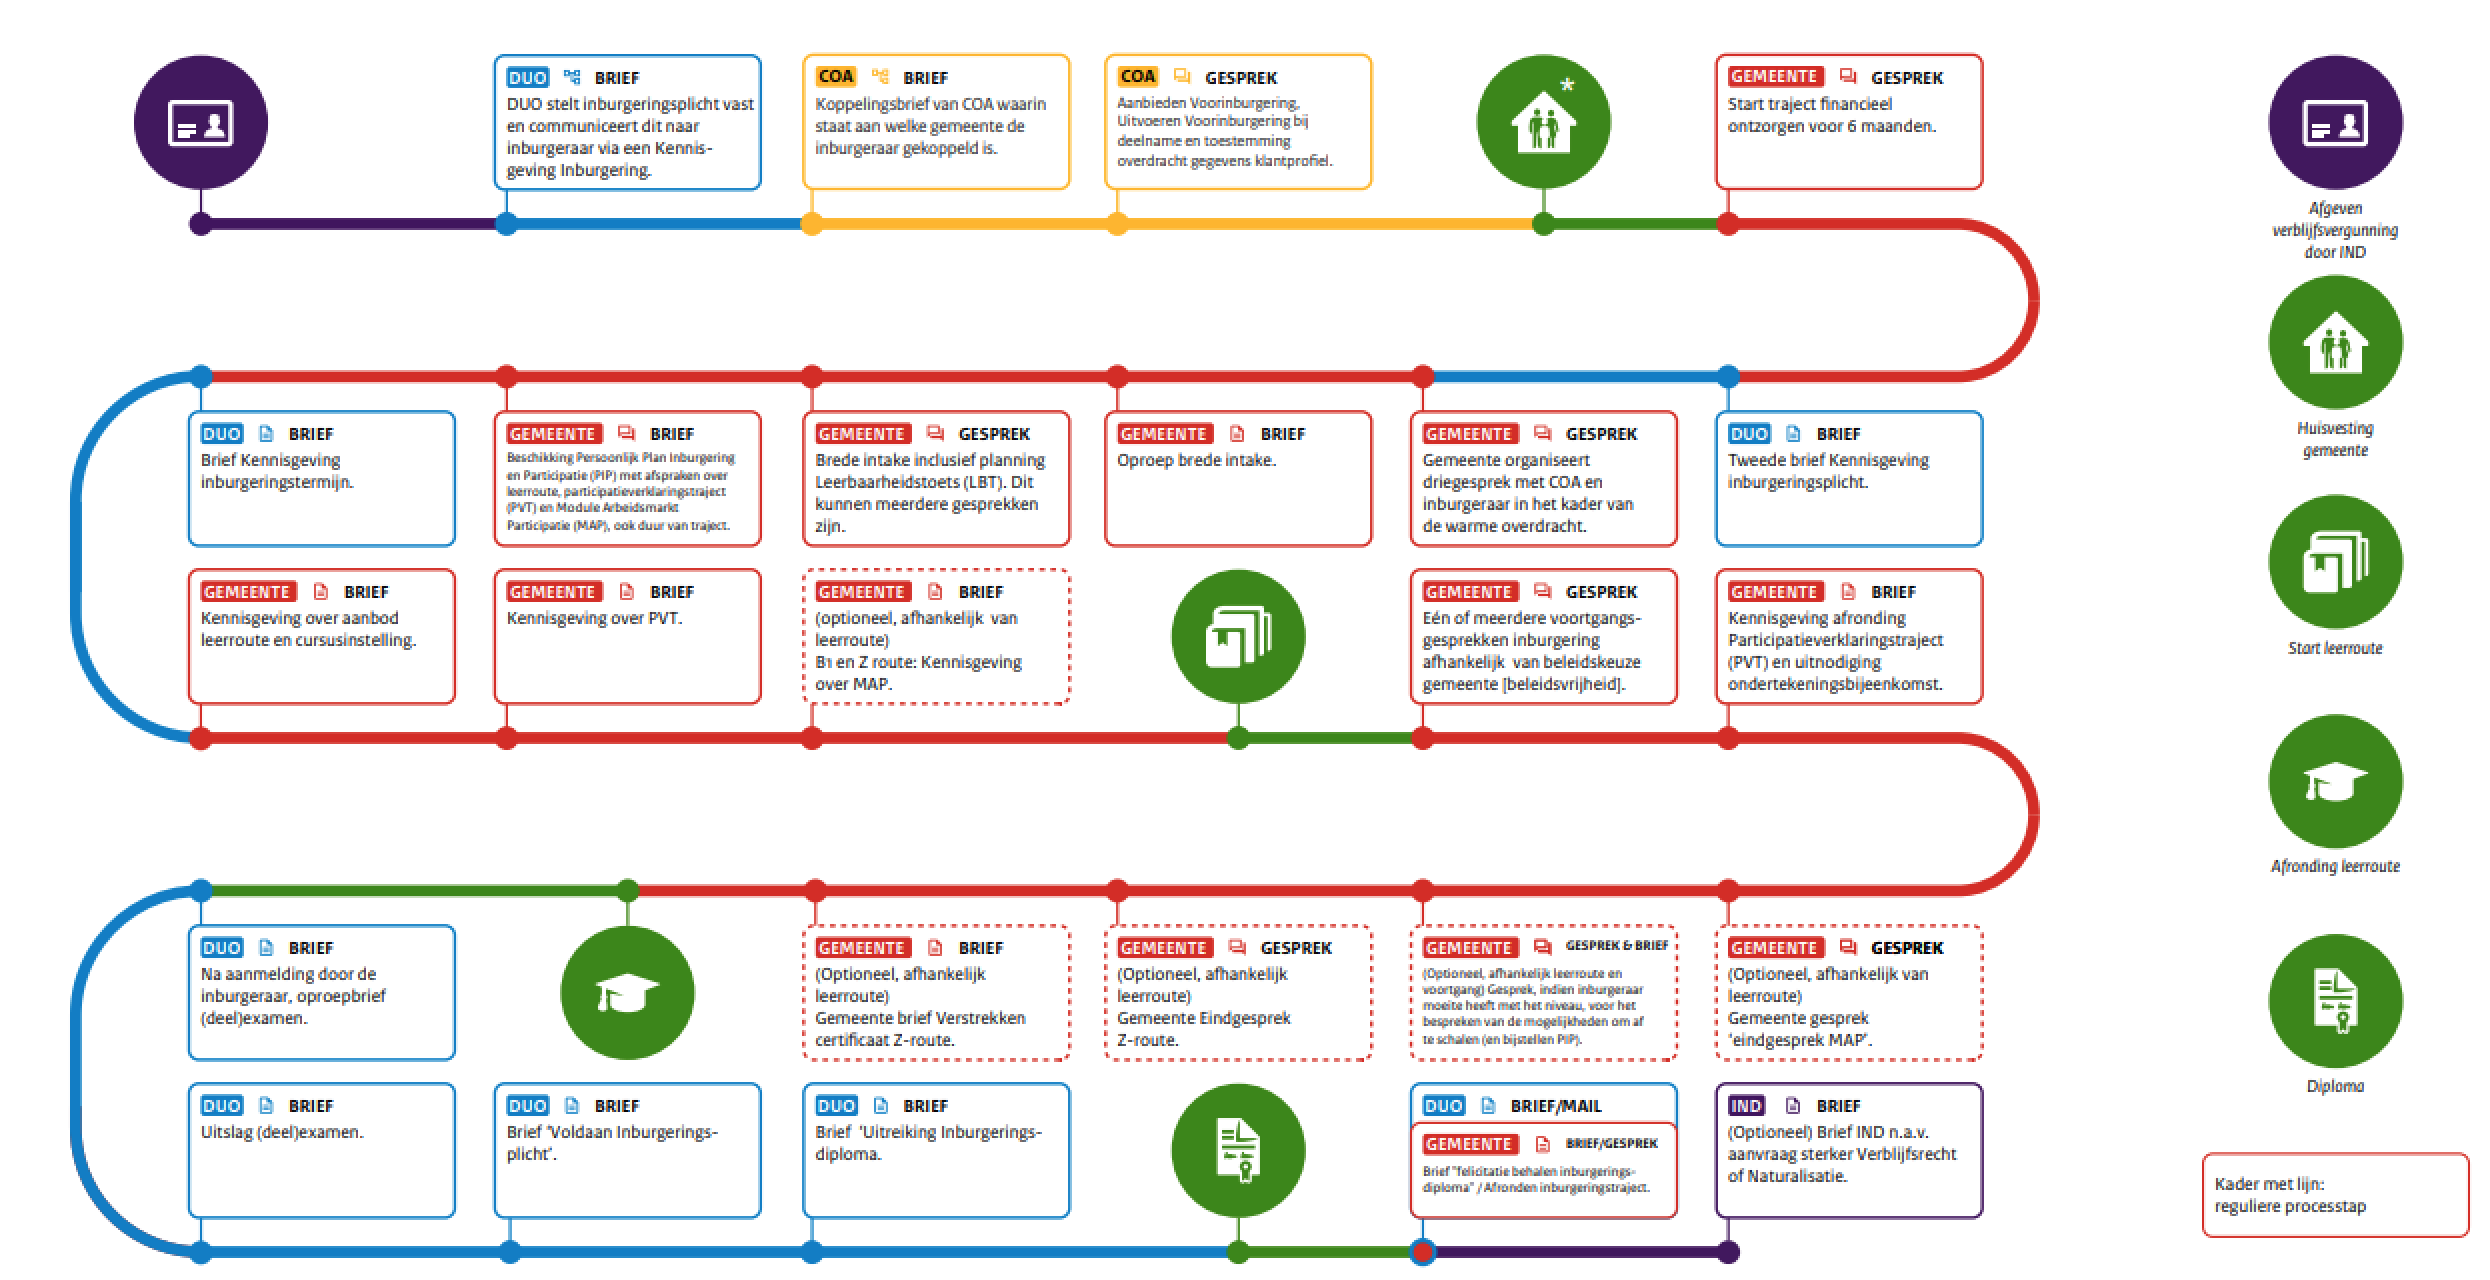 DUO BRIEF
DUO stelt inburgeringsplicht vast
en communiceert dit naar
inburgeraar via een Kennis-
geving Inburgering.
COA BRIEF
Koppelingsbrief van COA waarin
staat aan welke gemeente de
inburgeraar gekoppeld is.
COA GESPREK
Aanbieden Voorinburgering,
Uitvoeren Voorinburgering bij
deelname en toestemming
overdracht gegevens klantprofiel.
*
GEMEENTE GESPREK
Start traject financieel
ontzorgen voor 6 maanden.
DUO BRIEF
Brief Kennisgeving
inburgeringstermijn.
GEMEENTE BRIEF
Beschikking Persoonlijk Plan Inburgering
en Participatie (PIP) met afspraken over
leerroute, participatieverklaringstraject
(PVT) en Module Arbeidsmarkt
Participatie (MAP), ook duur van traject.
GEMEENTE GESPREK
Brede intake inclusief planning
Leerbaarheidstoets (LBT). Dit
kunnen meerdere gesprekken
zijn.
GEMEENTE BRIEF
Oproep brede intake.
GEMEENTE GESPREK
Gemeente organiseert
driegesprek met COA en
inburgeraar in het kader van
de warme overdracht.
DUO BRIEF
Tweede brief Kennisgeving
inburgeringsplicht.
GEMEENTE BRIEF
Kennisgeving over aanbod
leerroute en cursusinstelling.
GEMEENTE BRIEF
Kennisgeving over PVT.
GEMEENTE BRIEF
(optioneel, afhankelijk van
leerroute)
B1 en Z route: Kennisgeving
over MAP.
GEMEENTE GESPREK
Eén of meerdere voortgangs-
gesprekken inburgering
afhankelijk van beleidskeuze
gemeente [beleidsvrijheid].
GEMEENTE BRIEF
Kennisgeving afronding
Participatieverklaringstraject
(PVT) en uitnodiging
ondertekeningsbijeenkomst.
DUO BRIEF
Na aanmelding door de
inburgeraar, oproepbrief
(deel)examen.
GEMEENTE BRIEF
(Optioneel, afhankelijk
leerroute)
Gemeente brief Verstrekken
certificaat Z-route.
GEMEENTE GESPREK
(Optioneel, afhankelijk
leerroute)
Gemeente Eindgesprek
Z-route.
GEMEENTE GESPREK & BRIEF
(Optioneel, afhankelijk leerroute en
voortgang) Gesprek, indien inburgeraar
moeite heeft met het niveau, voor het
bespreken van de mogelijkheden om af
te schalen (en bijstellen PIP).
GEMEENTE GESPREK
(Optioneel, afhankelijk van
leerroute)
Gemeente gesprek
'eindgesprek MAP'.
DUO BRIEF
Uitslag (deel)examen.
DUO BRIEF
Brief 'Voldaan Inburgerings-
plicht'.
DUO BRIEF
Brief 'Uitreiking Inburgerings-
diploma.
DUO BRIEF/MAIL
GEMEENTE BRIEF/GESPREK
Brief "felicitatie behalen inburgerings-
diploma" / Afronden inburgeringstraject.
IND BRIEF
(Optioneel) Brief IND n.a.v.
aanvraag sterker Verblijfsrecht
of Naturalisatie.
Afgeven
verblijfsvergunning
door IND
Huisvesting
gemeente
Start leerroute
Afronding leerroute
Diploma
Kader met lijn:
reguliere processtap